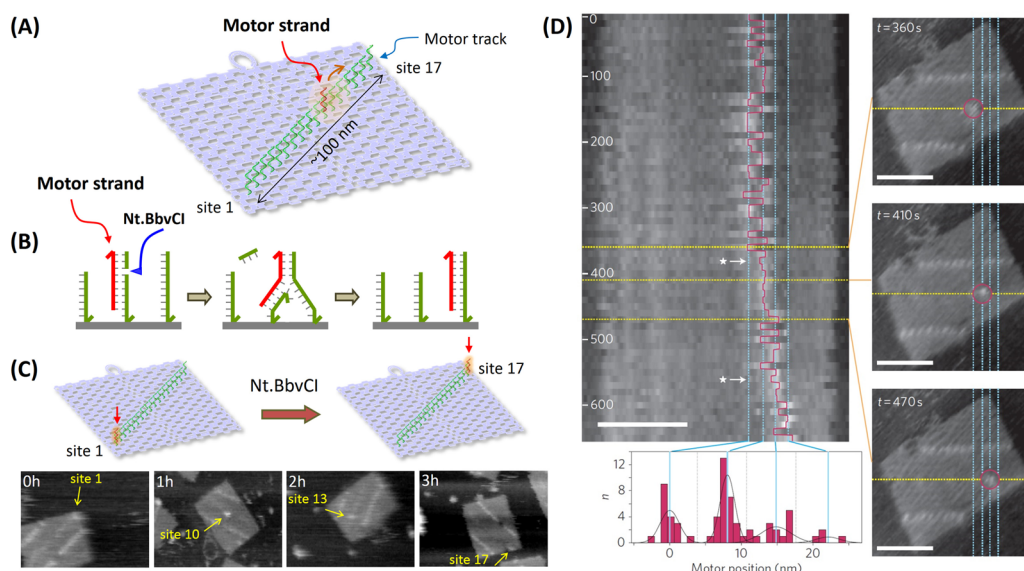 (A)
Motor strand
Motor track
site 17
~100 nm
site 1
Motor strand
Nt.BbvCI
(B)
(C)
site 1
Nt.BbvCI
site 17
0h
site 1
1h
site 10
2h
site 13
3h
site 17
(D)
0
100
200
300
400
500
600
t = 360 s
t = 410 s
t = 470 s
12
8
4
0
n
0
10
20
Motor position (nm)